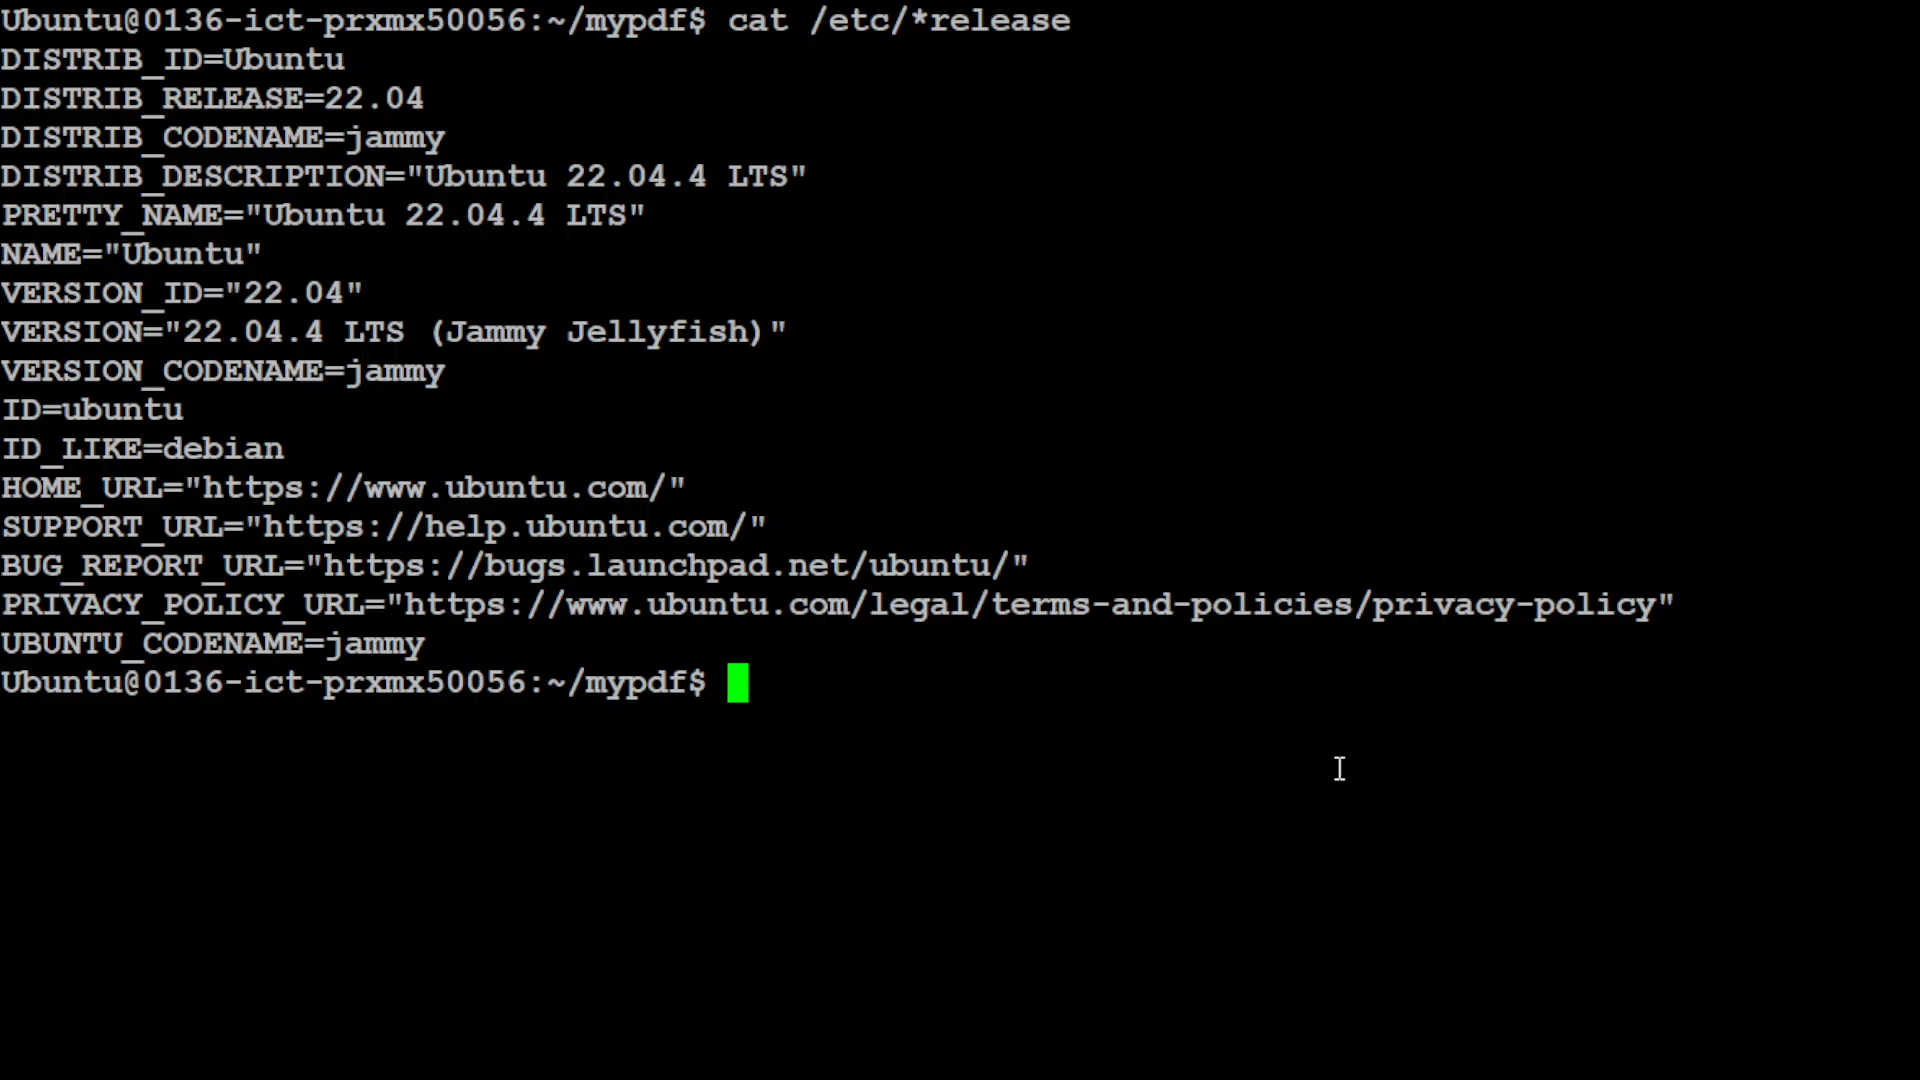 Ubuntu@0136-ict-prxmx50056:~/mypdf$ cat /etc/*release
DISTRIB_ID=Ubuntu
DISTRIB_RELEASE=22.04
DISTRIB_CODENAME=jammy
DISTRIB_DESCRIPTION="Ubuntu 22.04.4 LTS"
PRETTY_NAME="Ubuntu 22.04.4 LTS"
NAME="Ubuntu"
VERSION_ID="22.04"
VERSION="22.04.4 LTS (Jammy Jellyfish)"
VERSION_CODENAME=jammy
ID=ubuntu
ID_LIKE=debian
HOME_URL="https://www.ubuntu.com/"
SUPPORT_URL="https://help.ubuntu.com/"
BUG_REPORT_URL="https://bugs.launchpad.net/ubuntu/"
PRIVACY_POLICY_URL="https://www.ubuntu.com/legal/terms-and-policies/privacy-policy"
UBUNTU_CODENAME=jammy
Ubuntu@0136-ict-prxmx50056:~/mypdf$